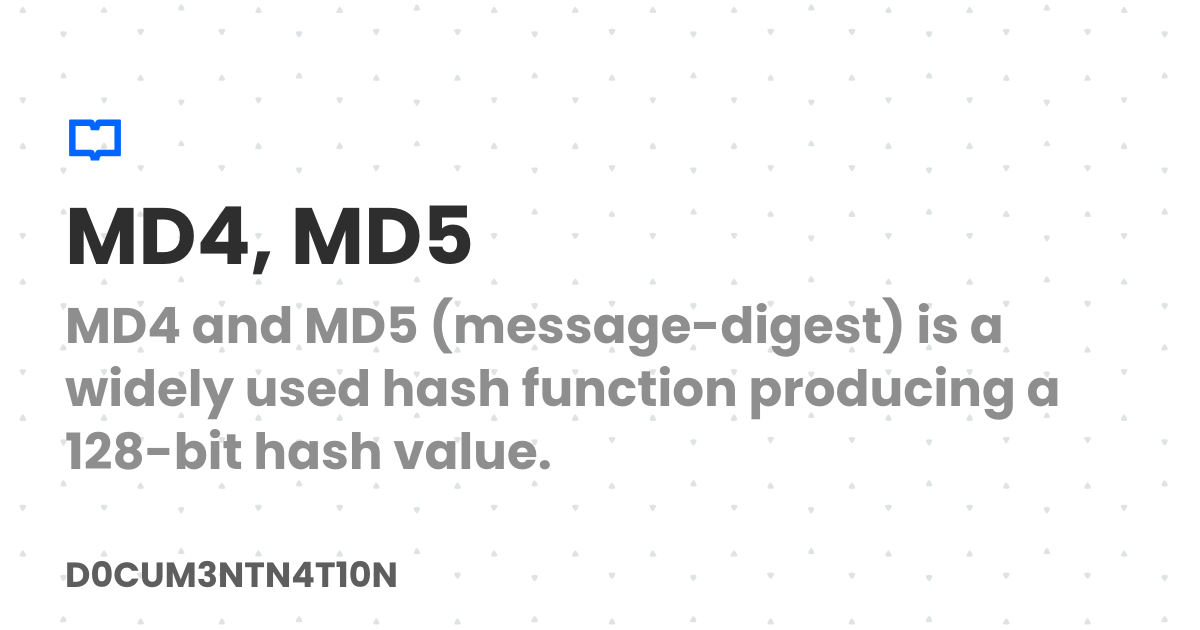 MD4, MD5
MD4 and MD5 (message-digest) is a
widely used hash function producing a
128-bit hash value.
D0CUM3NTN4T10N